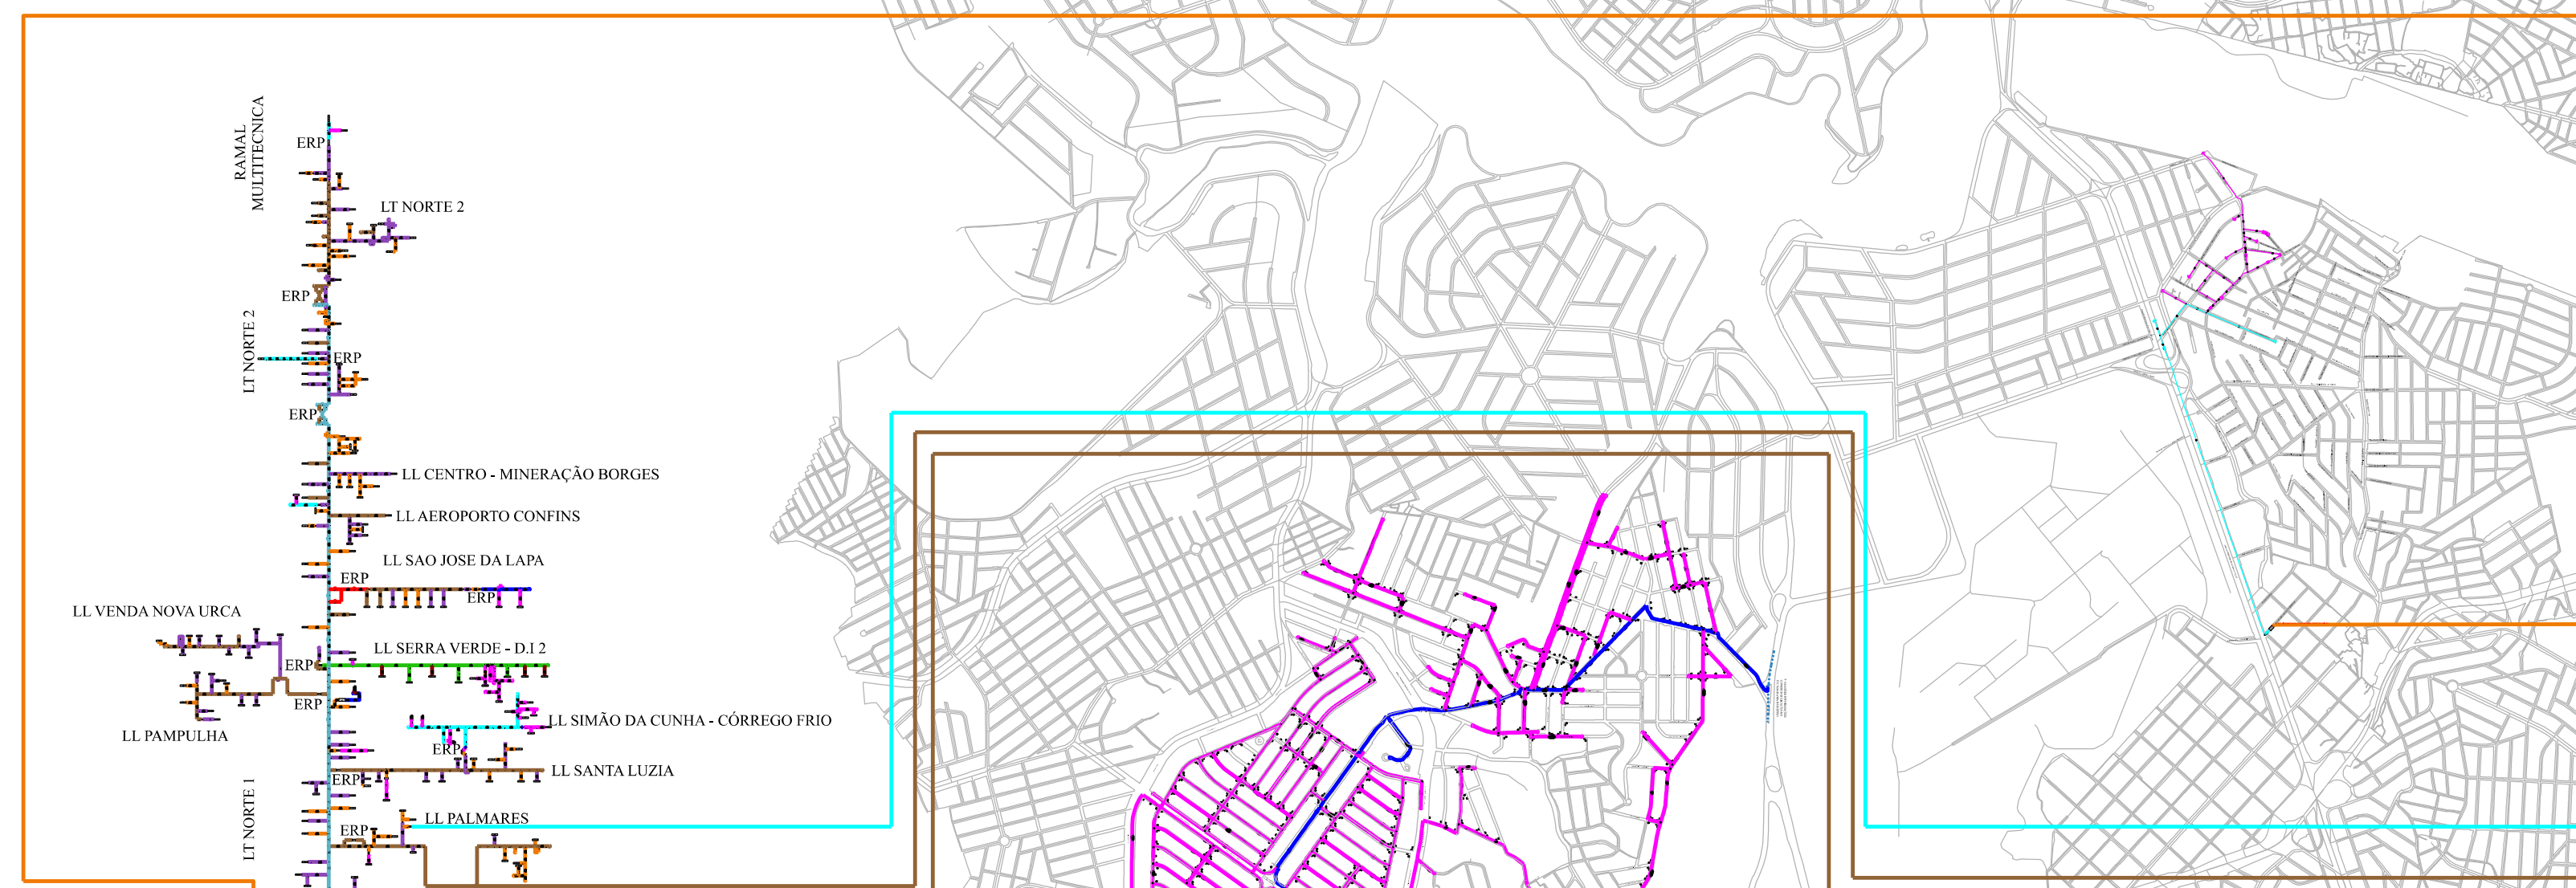 RAMAL
MULTITECNICA
ERP
LT NORTE 2
ERP
LT NORTE 2
ERP
ERP
LL CENTRO - MINERAÇÃO BORGES
LL AEROPORTO CONFINS
LL SAO JOSE DA LAPA
ERP
ERP
LL VENDA NOVA URCA
LL SERRA VERDE - D.I 2
ERP
ERP
LL SIMÃO DA CUNHA - CÓRREGO FRIO
LL PAMPULHA
ERP
LL SANTA LUZIA
ERP
LT NORTE 1
LL PALMARES
ERP